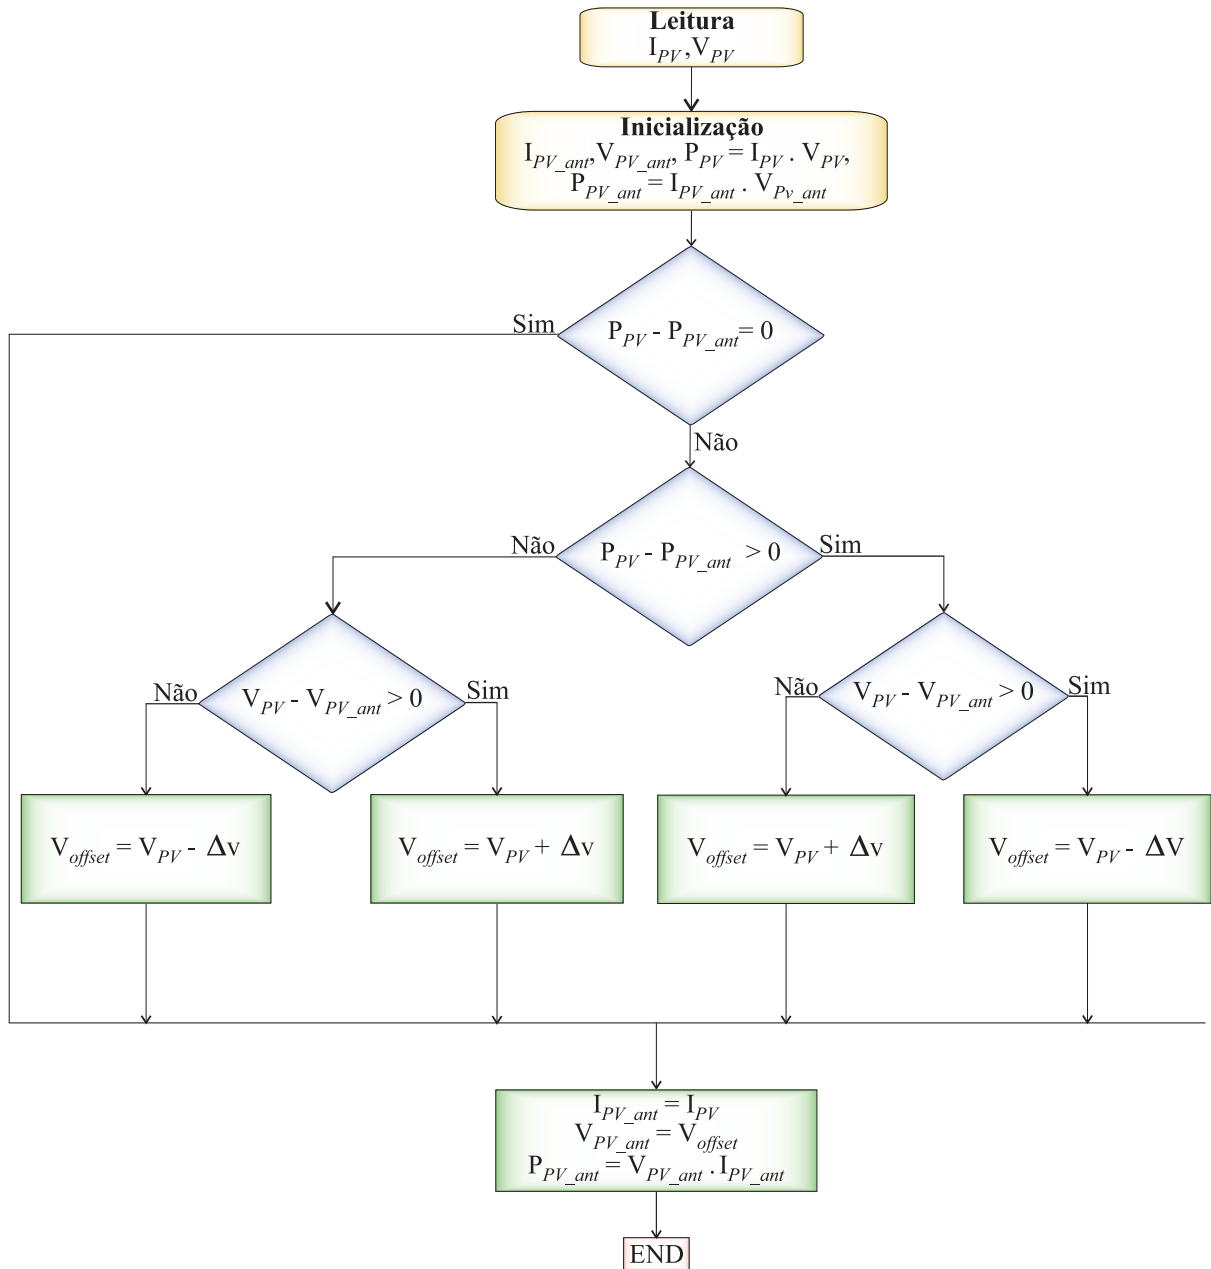 Leitura
I_PV, V_PV
Inicialização
I_PV_ant, V_PV_ant, P_PV = I_PV . V_PV,
P_PV_ant = I_PV_ant . V_Pv_ant
Sim
P_PV - P_PV_ant = 0
Não
Não
P_PV - P_PV_ant > 0
Sim
Não
V_PV - V_PV_ant > 0
Sim
Não
V_PV - V_PV_ant > 0
Sim
V_offset = V_PV - Δv
V_offset = V_PV + Δv
V_offset = V_PV + Δv
V_offset = V_PV - ΔV
I_PV_ant = I_PV
V_PV_ant = V_offset
P_PV_ant = V_PV_ant . I_PV_ant
END